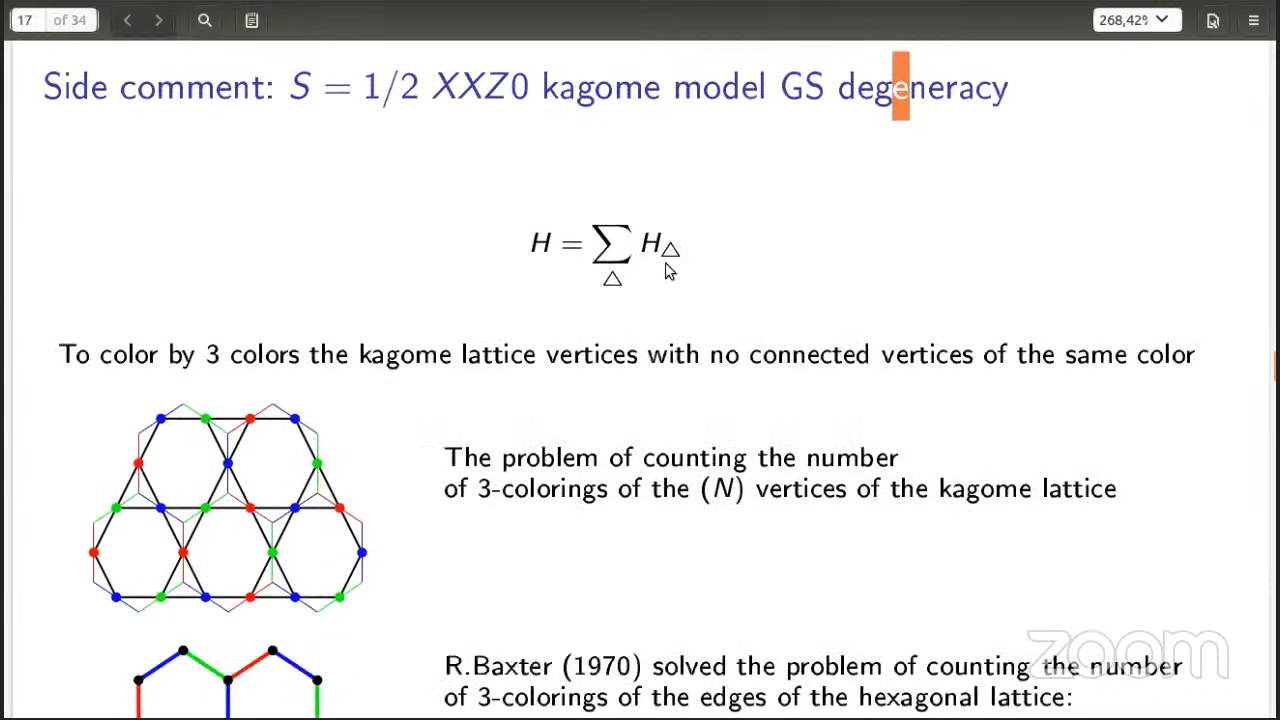 17 of 34
268,42%
Side comment: S = 1/2 XXZ0 kagome model GS degeneracy
H = ∑△ H△
To color by 3 colors the kagome lattice vertices with no connected vertices of the same color
The problem of counting the number
of 3-colorings of the (N) vertices of the kagome lattice
R.Baxter (1970) solved the problem of counting the number
of 3-colorings of the edges of the hexagonal lattice:
zoom